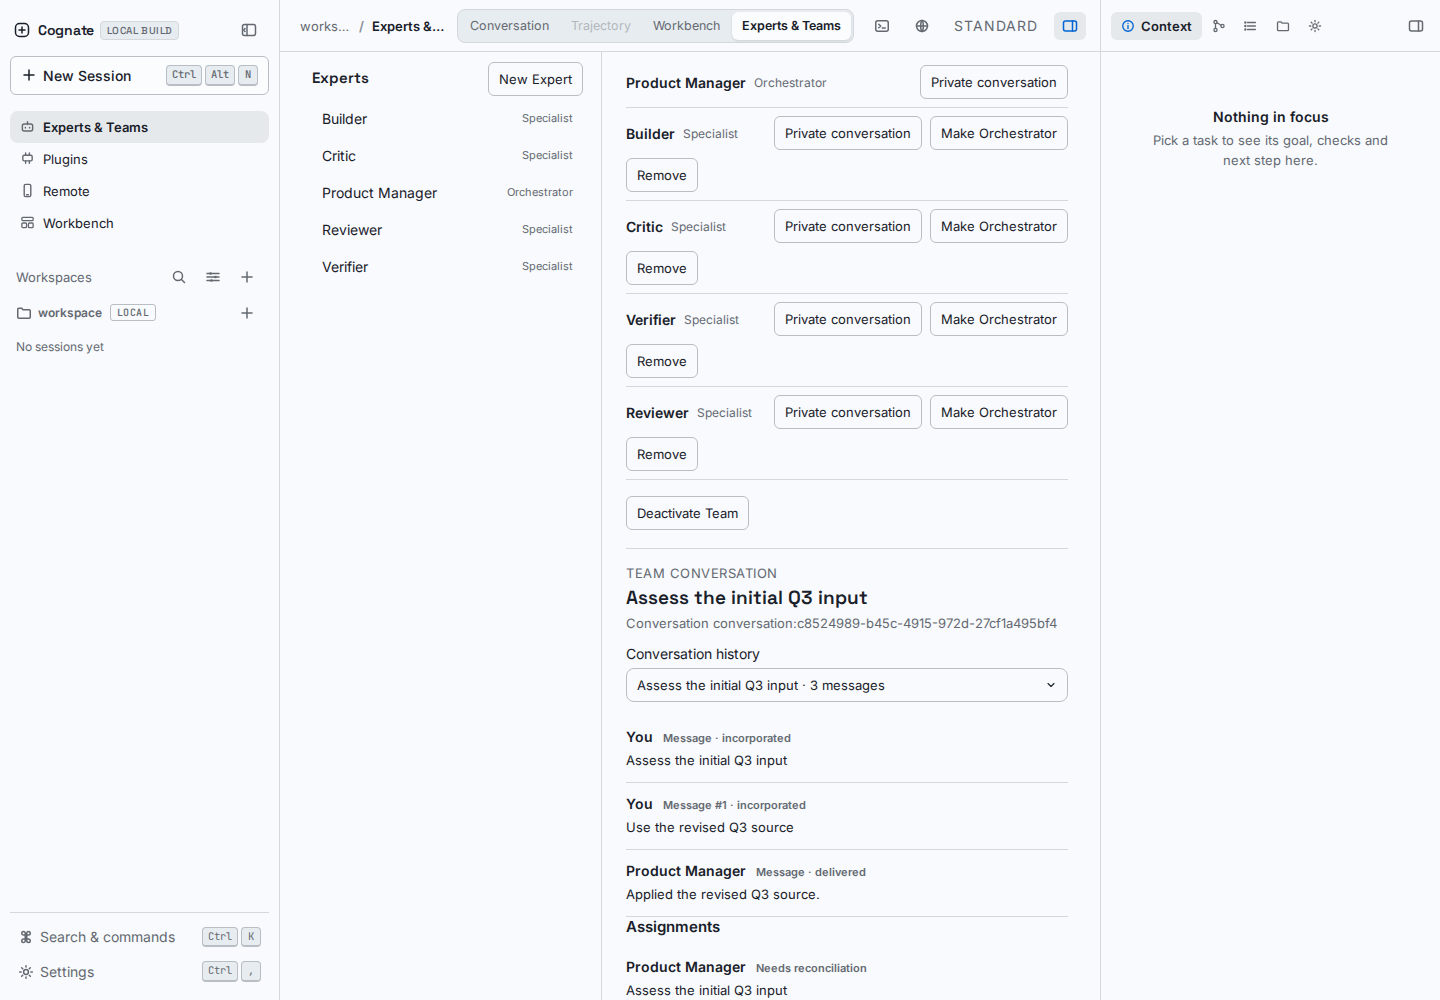 Cognate LOCAL BUILD
New Session Ctrl Alt N
Experts & Teams
Plugins
Remote
Workbench
Workspaces
workspace LOCAL
No sessions yet
Search & commands Ctrl K
Settings Ctrl ,
works... / Experts &... Conversation Trajectory Workbench Experts & Teams STANDARD
Experts New Expert
Builder Specialist
Critic Specialist
Product Manager Orchestrator
Reviewer Specialist
Verifier Specialist
Product Manager Orchestrator Private conversation
Builder Specialist Private conversation Make Orchestrator
Remove
Critic Specialist Private conversation Make Orchestrator
Remove
Verifier Specialist Private conversation Make Orchestrator
Remove
Reviewer Specialist Private conversation Make Orchestrator
Remove
Deactivate Team
TEAM CONVERSATION
Assess the initial Q3 input
Conversation conversation:c8524989-b45c-4915-972d-27cf1a495bf4
Conversation history
Assess the initial Q3 input · 3 messages
You Message · incorporated
Assess the initial Q3 input
You Message #1 · incorporated
Use the revised Q3 source
Product Manager Message · delivered
Applied the revised Q3 source.
Assignments
Product Manager Needs reconciliation
Assess the initial Q3 input
Context
Nothing in focus
Pick a task to see its goal, checks and
next step here.